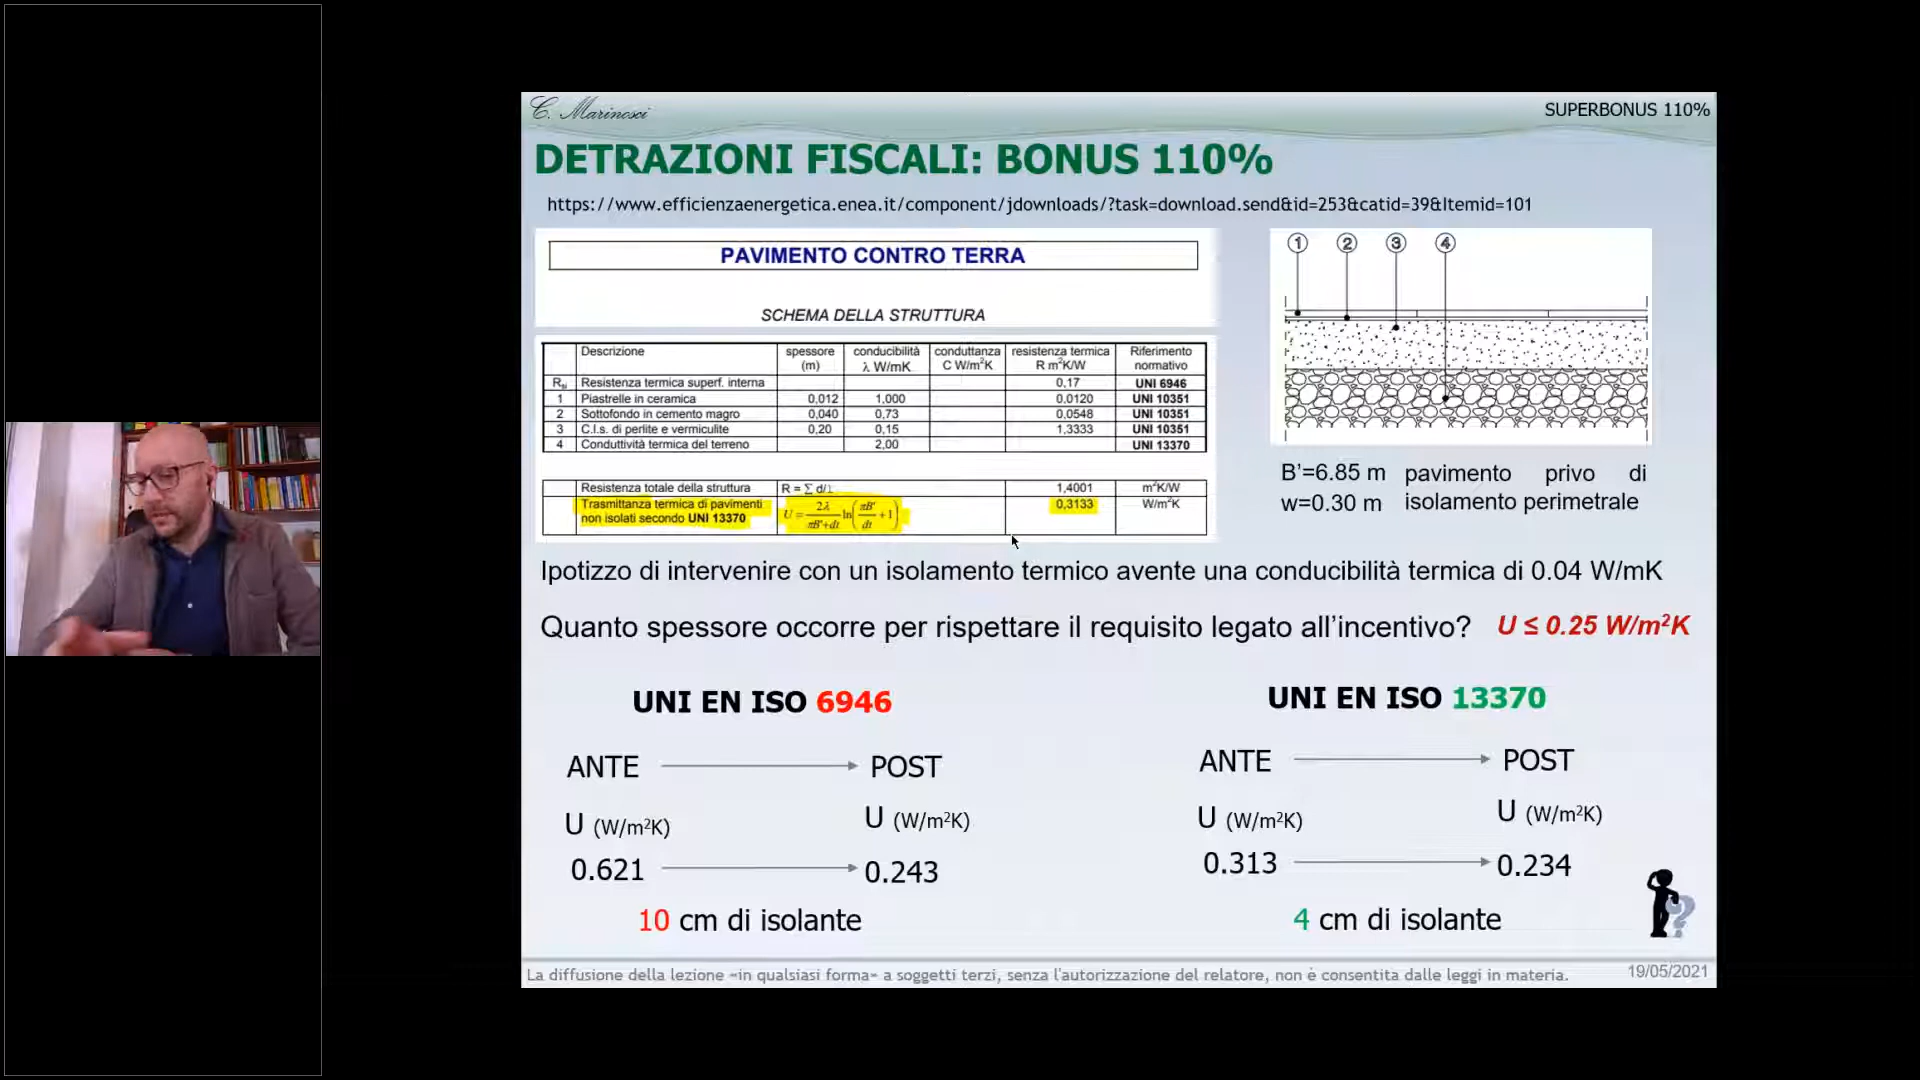 C. Marinosci
SUPERBONUS 110%
DETRAZIONI FISCALI: BONUS 110%
https://www.efficienzaenergetica.enea.it/component/jdownloads/?task=download.send&id=253&catid=39&Itemid=101
PAVIMENTO CONTRO TERRA
SCHEMA DELLA STRUTTURA
Descrizione spessore (m) conducibilità λ W/mK conduttanza C W/m²K resistenza termica R m²K/W Riferimento normativo
Resistenza termica superf. interna 0,17 UNI 6946
1 Piastrelle in ceramica 0,012 1,000 0,0120 UNI 10351
2 Sottofondo in cemento magro 0,040 0,73 0,0548 UNI 10351
3 C.l.s. di perlite e vermiculite 0,20 0,15 1,3333 UNI 10351
4 Conduttività termica del terreno 2,00 UNI 13370
Resistenza totale della struttura R = Σ d/λ 1,4001 m²K/W
Trasmittanza termica di pavimenti
non isolati secondo UNI 13370 U = 2λ/(πB'+dt) ln(πB'/dt +1) 0,3133 W/m²K
1 2 3 4
B'=6.85 m pavimento privo di
w=0.30 m isolamento perimetrale
Ipotizzo di intervenire con un isolamento termico avente una conducibilità termica di 0.04 W/mK
Quanto spessore occorre per rispettare il requisito legato all'incentivo? U ≤ 0.25 W/m²K
UNI EN ISO 6946
ANTE POST
U (W/m²K) U (W/m²K)
0.621 0.243
10 cm di isolante
UNI EN ISO 13370
ANTE POST
U (W/m²K) U (W/m²K)
0.313 0.234
4 cm di isolante
?
La diffusione della lezione «in qualsiasi forma» a soggetti terzi, senza l'autorizzazione del relatore, non è consentita dalle leggi in materia.
19/05/2021